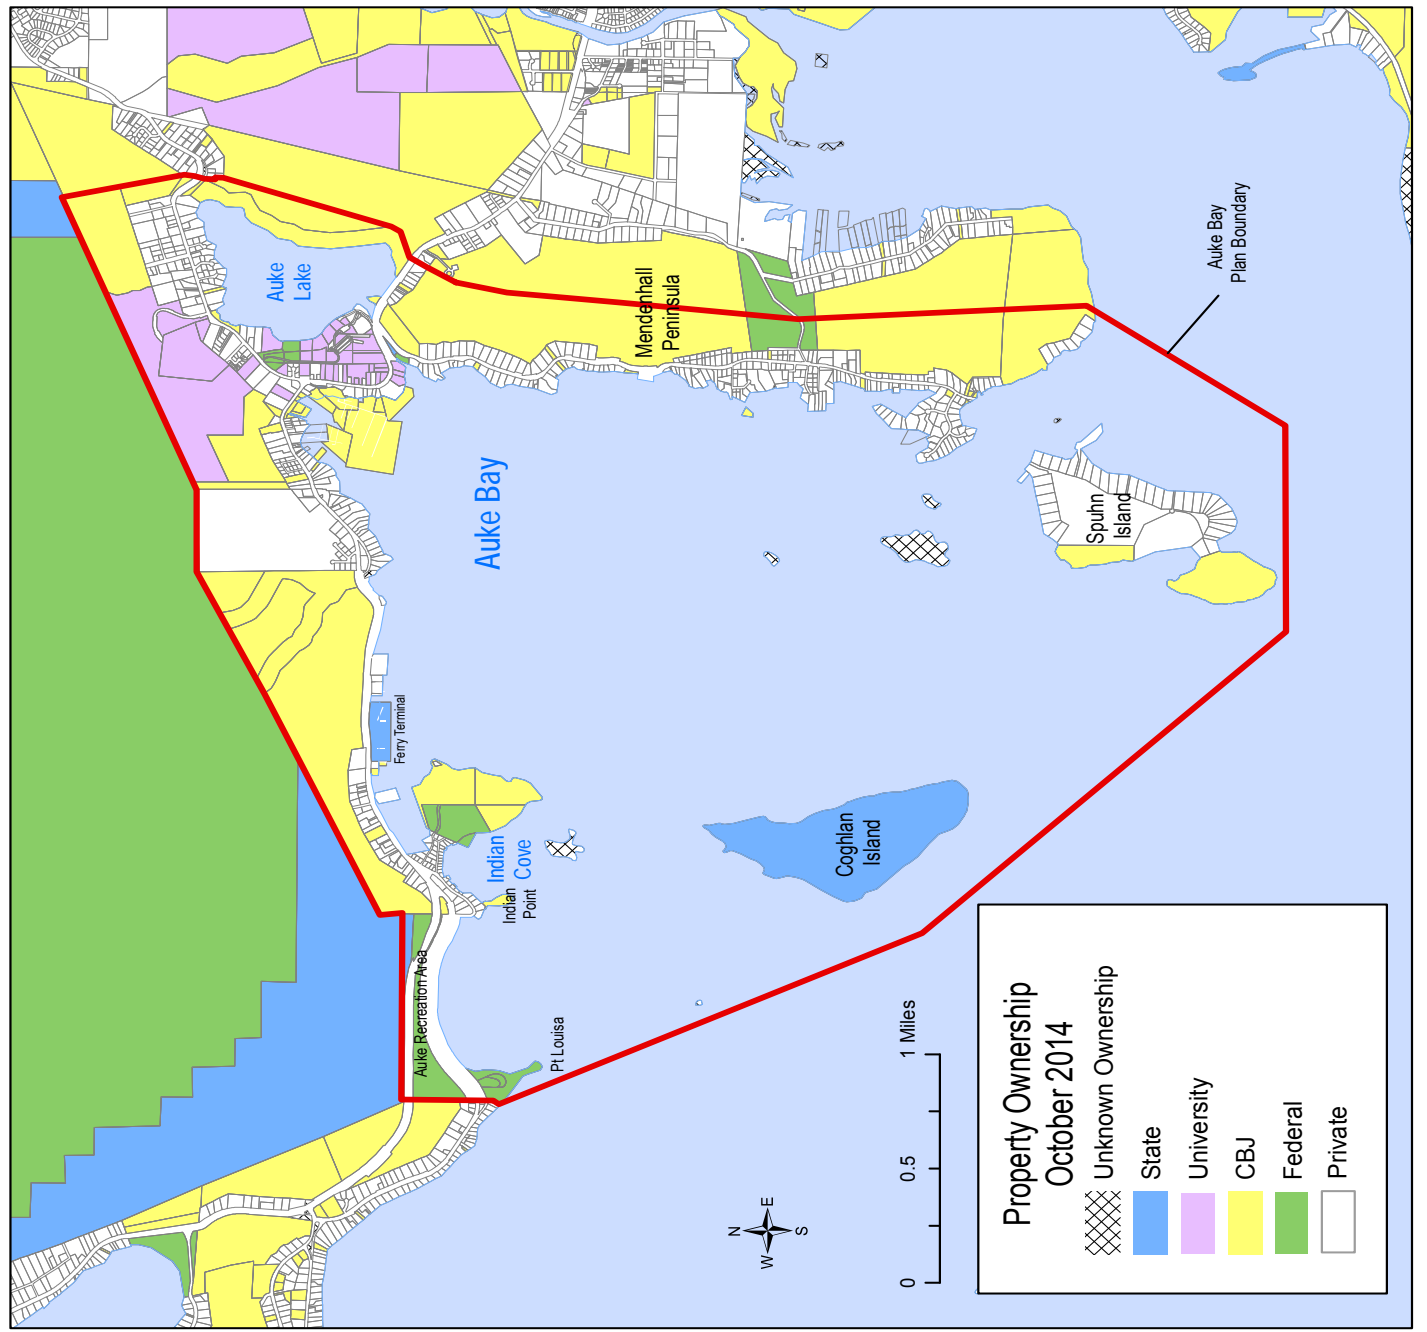 Auke
Lake
Mendenhall
Peninsula
Auke Bay
Plan Boundary
Auke Bay
Spuhn
Island
Ferry Terminal
Indian
Cove
Indian
Point
Coghlan
Island
Auke Recreation Area
Pt Louisa
N
W
E
S
0
0.5
1 Miles
Property Ownership
October 2014
Unknown Ownership
State
University
CBJ
Federal
Private